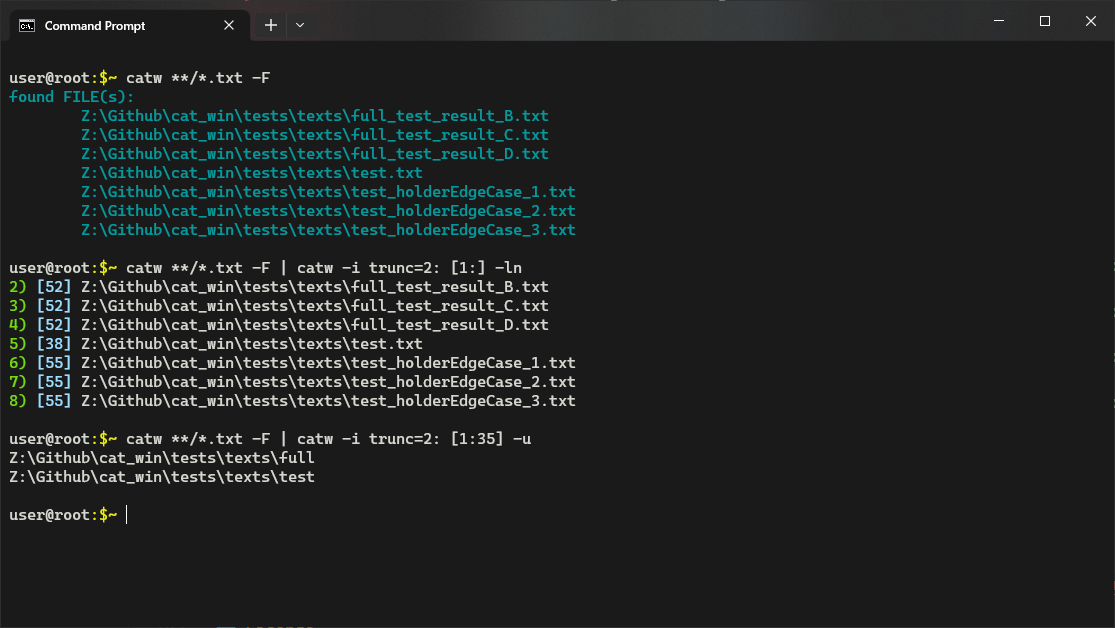 Command Prompt
user@root:$~ catw **/*.txt -F
found FILE(s):
Z:\Github\cat_win\tests\texts\full_test_result_B.txt
Z:\Github\cat_win\tests\texts\full_test_result_C.txt
Z:\Github\cat_win\tests\texts\full_test_result_D.txt
Z:\Github\cat_win\tests\texts\test.txt
Z:\Github\cat_win\tests\texts\test_holderEdgeCase_1.txt
Z:\Github\cat_win\tests\texts\test_holderEdgeCase_2.txt
Z:\Github\cat_win\tests\texts\test_holderEdgeCase_3.txt
user@root:$~ catw **/*.txt -F | catw -i trunc=2: [1:] -ln
2) [52] Z:\Github\cat_win\tests\texts\full_test_result_B.txt
3) [52] Z:\Github\cat_win\tests\texts\full_test_result_C.txt
4) [52] Z:\Github\cat_win\tests\texts\full_test_result_D.txt
5) [38] Z:\Github\cat_win\tests\texts\test.txt
6) [55] Z:\Github\cat_win\tests\texts\test_holderEdgeCase_1.txt
7) [55] Z:\Github\cat_win\tests\texts\test_holderEdgeCase_2.txt
8) [55] Z:\Github\cat_win\tests\texts\test_holderEdgeCase_3.txt
user@root:$~ catw **/*.txt -F | catw -i trunc=2: [1:35] -u
Z:\Github\cat_win\tests\texts\full
Z:\Github\cat_win\tests\texts\test
user@root:$~